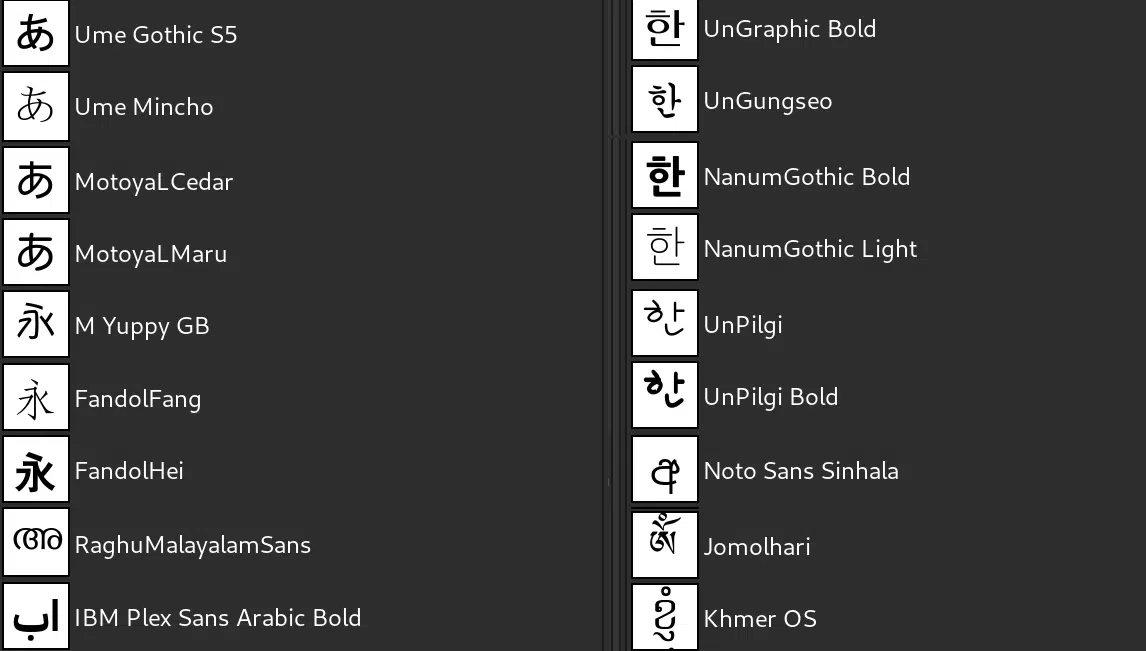 あ Ume Gothic S5
あ Ume Mincho
あ MotoyaLCedar
あ MotoyaLMaru
永 M Yuppy GB
永 FandolFang
永 FandolHei
അ RaghuMalayalamSans
اب IBM Plex Sans Arabic Bold
한 UnGraphic Bold
한 UnGungseo
한 NanumGothic Bold
한 NanumGothic Light
한 UnPilgi
한 UnPilgi Bold
අ Noto Sans Sinhala
ༀ Jomolhari
ខ្ញុំ Khmer OS